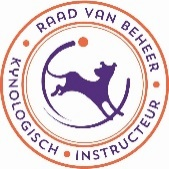 RAAD VAN BEHEER
KYNOLOGISCH • INSTRUCTEUR